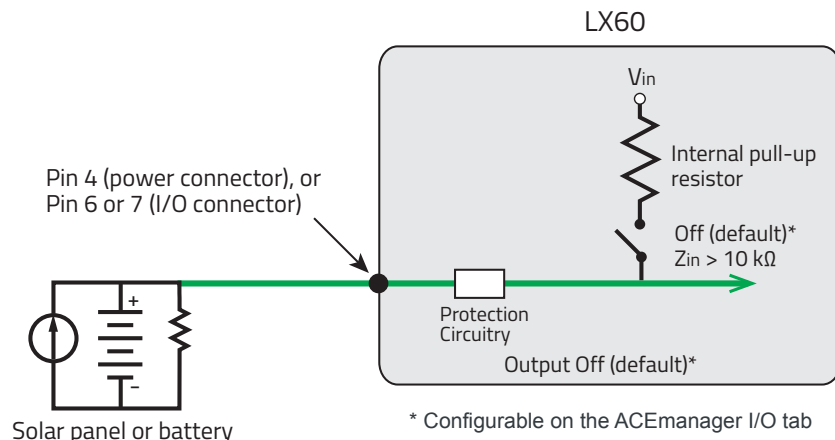 LX60
Vin
Internal pull-up
resistor
Pin 4 (power connector), or
Pin 6 or 7 (I/O connector)
Off (default)*
Zin > 10 kΩ
+
Protection
Circuitry
Output Off (default)*
–
Solar panel or battery
* Configurable on the ACEmanager I/O tab